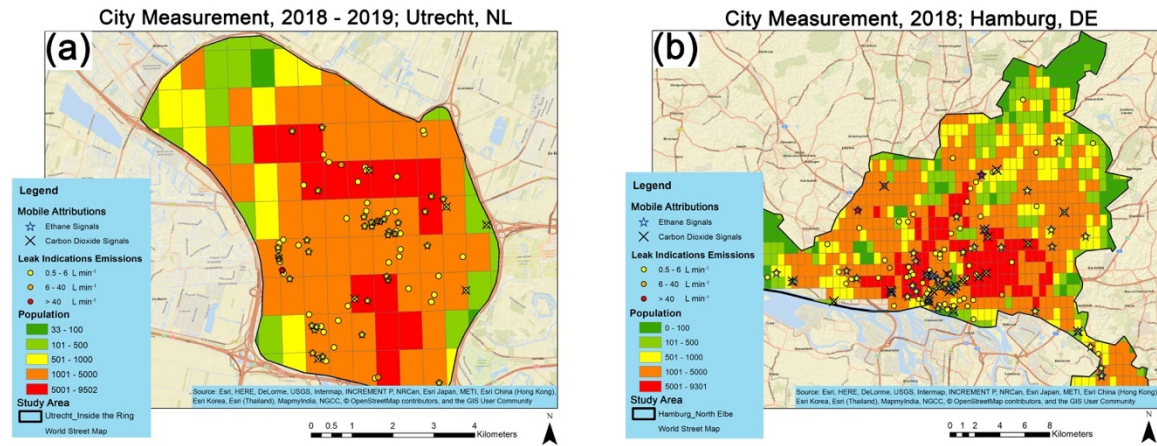 City Measurement, 2018 - 2019; Utrecht, NL
(a)
Legend
Mobile Attributions
Ethane Signals
Carbon Dioxide Signals
Leak Indications Emissions
0.5 - 6 L min⁻¹
6 - 40 L min⁻¹
> 40 L min⁻¹
Population
33 - 100
101 - 500
501 - 1000
1001 - 5000
5001 - 9502
Study Area
Utrecht_Inside the Ring
World Street Map
Source: Esri, HERE, DeLorme, USGS, Intermap, INCREMENT P, NRCan, Esri Japan, METI, Esri China (Hong Kong),
Esri Korea, Esri (Thailand), MapmyIndia, NGCC, © OpenStreetMap contributors, and the GIS User Community
N
0 0.5 1 2 3 4
Kilometers
City Measurement, 2018; Hamburg, DE
(b)
Legend
Mobile Attributions
Ethane Signals
Carbon Dioxide Signals
Leak Indications Emissions
0.5 - 6 L min⁻¹
6 - 40 L min⁻¹
> 40 L min⁻¹
Population
0 - 100
101 - 500
501 - 1000
1001 - 5000
5001 - 9301
Study Area
Hamburg_North Elbe
World Street Map
Source: Esri, HERE, DeLorme, USGS, Intermap, INCREMENT P, NRCan, Esri Japan, METI, Esri China (Hong Kong),
Esri Korea, Esri (Thailand), MapmyIndia, NGCC, © OpenStreetMap contributors, and the GIS User Community
N
0 1 2 4 6 8
Kilometers